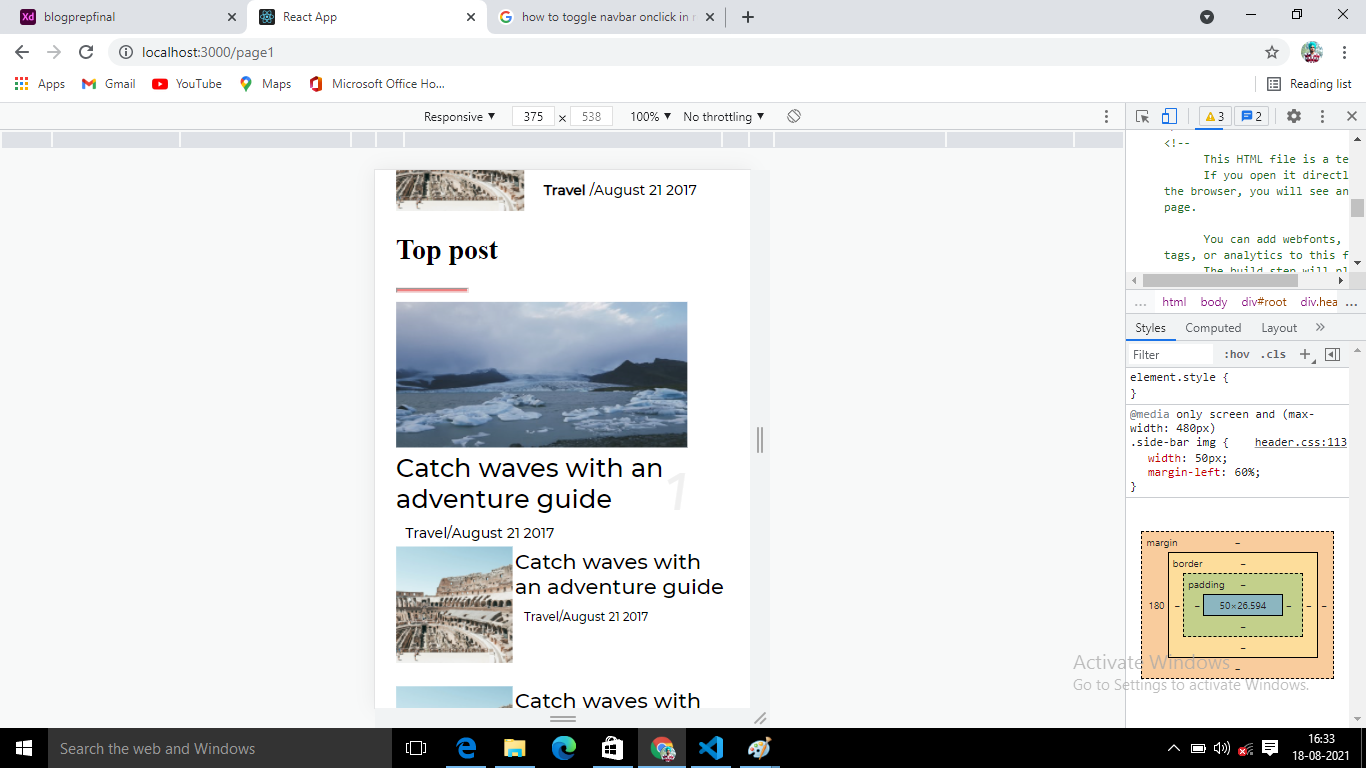 blogprepfinal
React App
how to toggle navbar onclick in
localhost:3000/page1
Apps
Gmail
YouTube
Maps
Microsoft Office Ho...
Reading list
Responsive ▼ 375 x 538 100% ▼ No throttling ▼
3
2
Travel /August 21 2017
Top post
Catch waves with an
adventure guide
1
Travel/August 21 2017
Catch waves with
an adventure guide
Travel/August 21 2017
Catch waves with
<!--
This HTML file is a te
If you open it directl
the browser, you will see an
page.
You can add webfonts,
tags, or analytics to this f
The build step will pl
... html body div#root div.hea ...
Styles Computed Layout »
Filter :hov .cls +
element.style {
}
@media only screen and (max-
width: 480px)
.side-bar img { header.css:113
width: 50px;
margin-left: 60%;
}
margin –
border –
padding –
180 – – 50×26.594 – – –
–
–
–
Activate Windows
Go to Settings to activate Windows.
Search the web and Windows
16:33
18-08-2021